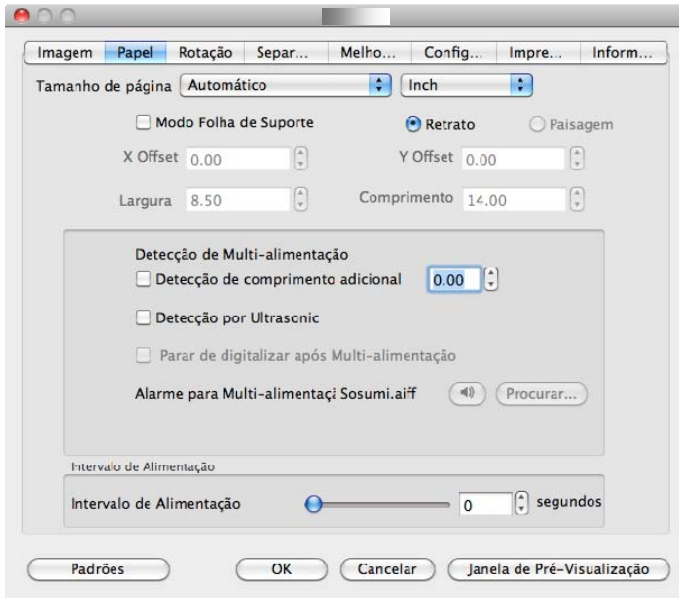 Imagem Papel Rotação Separ... Melho... Config... Impre... Inform...
Tamanho de página Automático Inch
Modo Folha de Suporte Retrato Paisagem
X Offset 0.00 Y Offset 0.00
Largura 8.50 Comprimento 14.00
Detecção de Multi-alimentação
Detecção de comprimento adicional 0.00
Detecção por Ultrasonic
Parar de digitalizar após Multi-alimentação
Alarme para Multi-alimentaçã Sosumi.aiff Procurar...
Intervalo de Alimentação
Intervalo de Alimentação 0 segundos
Padrões OK Cancelar Janela de Pré-Visualização